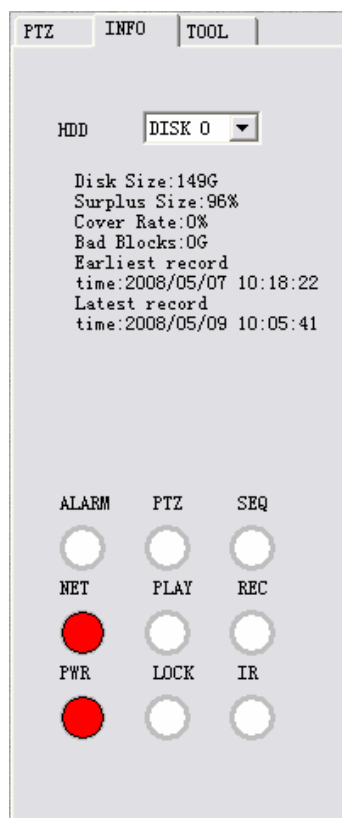 PTZ INFO TOOL
HDD DISK 0
Disk Size:149G
Surplus Size:96%
Cover Rate:0%
Bad Blocks:0G
Earliest record
time:2008/05/07 10:18:22
Latest record
time:2008/05/09 10:05:41
ALARM PTZ SEQ
NET PLAY REC
PWR LOCK IR